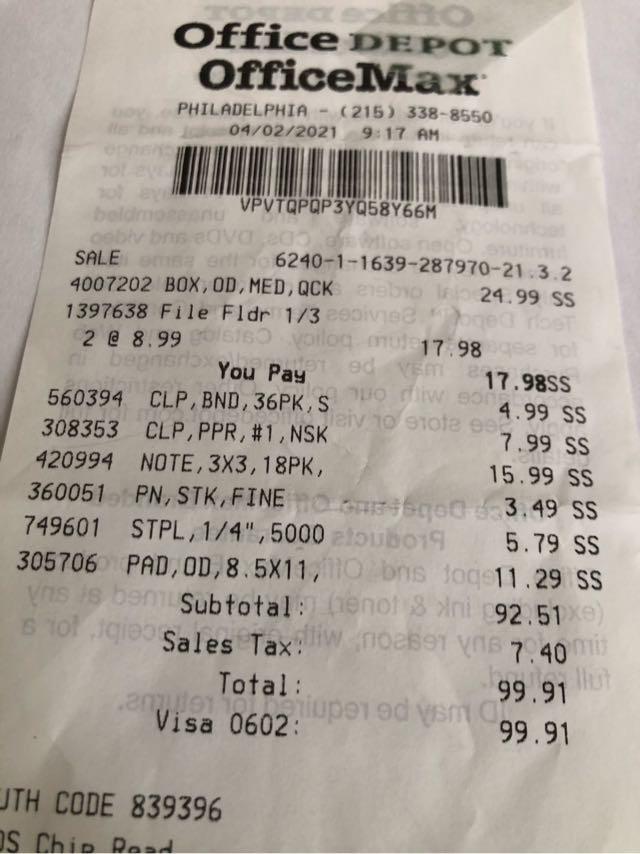 Office DEPOT
OfficeMax
PHILADELPHIA - (215) 338-8550
04/02/2021 9:17 AM
VPVTQPQP3YQ58Y66M
SALE 6240-1-1639-287970-21.3.2
4007202 BOX,OD,MED,QCK 24.99 SS
1397638 File Fldr 1/3
2 @ 8.99 17.98
You Pay 17.98SS
560394 CLP,BND,36PK,S 4.99 SS
308353 CLP,PPR,#1,NSK 7.99 SS
420994 NOTE,3X3,18PK, 15.99 SS
360051 PN,STK,FINE 3.49 SS
749601 STPL,1/4",5000 5.79 SS
305706 PAD,OD,8.5X11, 11.29 SS
Subtotal: 92.51
Sales Tax: 7.40
Total: 99.91
Visa 0602: 99.91
UTH CODE 839396
DS Chip Read